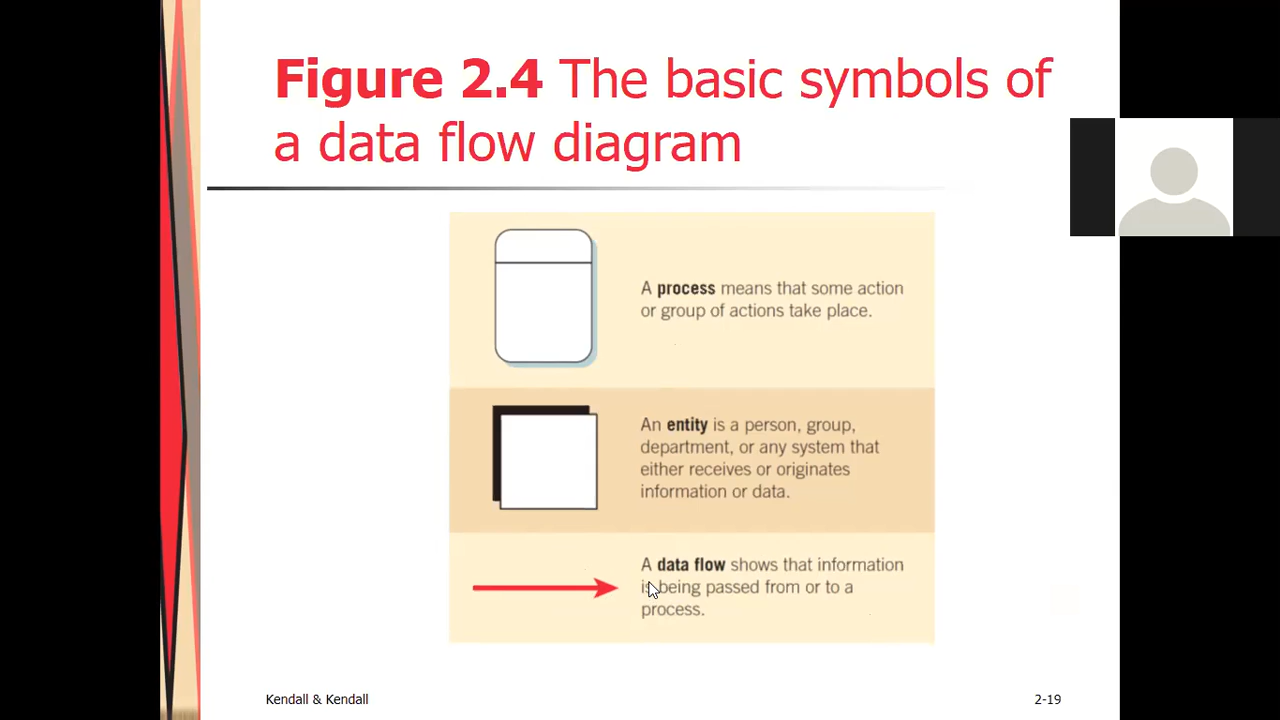 Figure 2.4 The basic symbols of
a data flow diagram
A process means that some action
or group of actions take place.
An entity is a person, group,
department, or any system that
either receives or originates
information or data.
A data flow shows that information
is being passed from or to a
process.
Kendall & Kendall
2-19